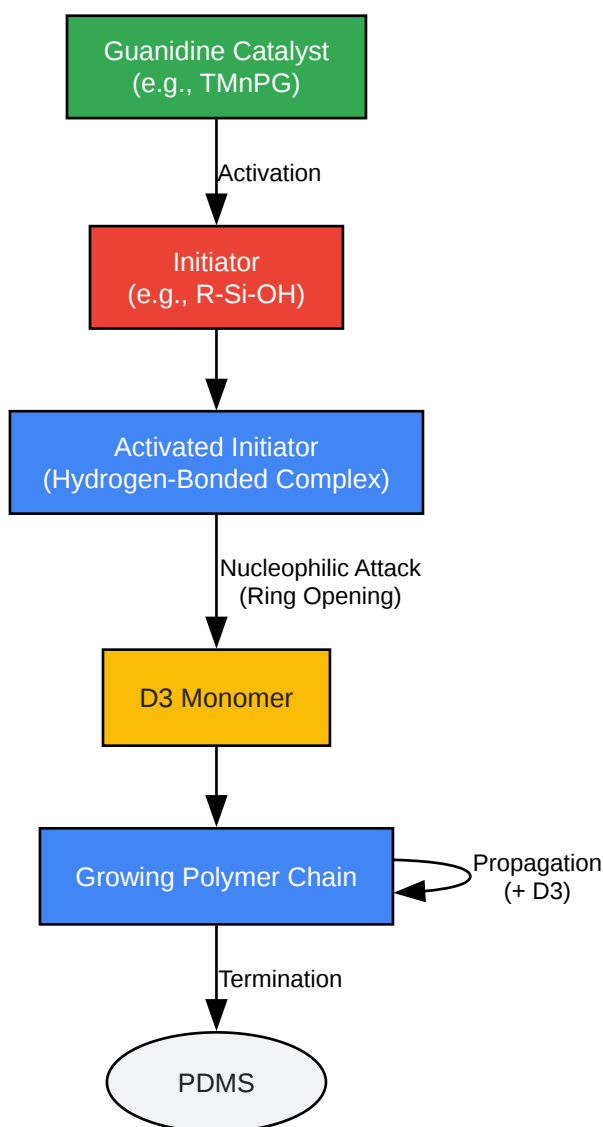 Guanidine Catalyst
(e.g., TMnPG)
Activation
Initiator
(e.g., R-Si-OH)
Activated Initiator
(Hydrogen-Bonded Complex)
Nucleophilic Attack
(Ring Opening)
D3 Monomer
Growing Polymer Chain
Propagation
(+ D3)
Termination
PDMS